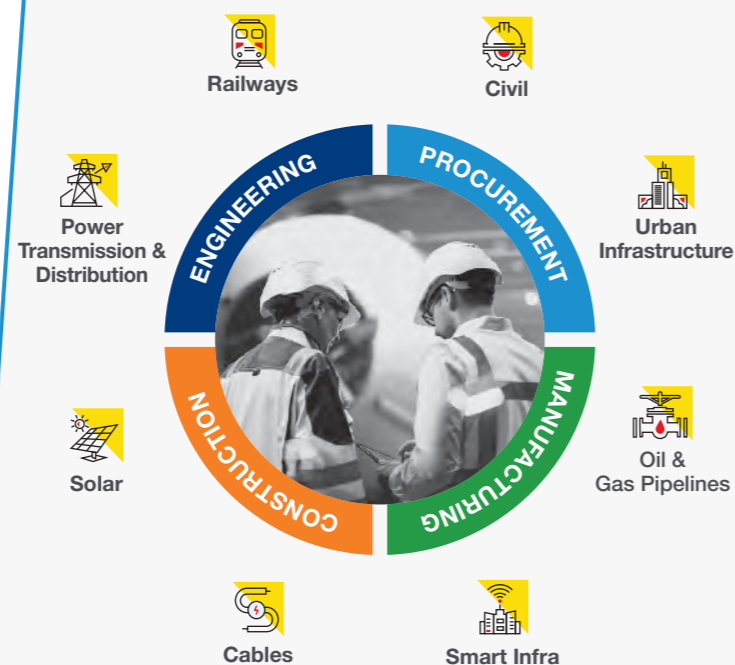 Railways
Civil
ENGINEERING
PROCUREMENT
Power
Transmission &
Distribution
Urban
Infrastructure
CONSTRUCTION
MANUFACTURING
Solar
Oil &
Gas Pipelines
Cables
Smart Infra